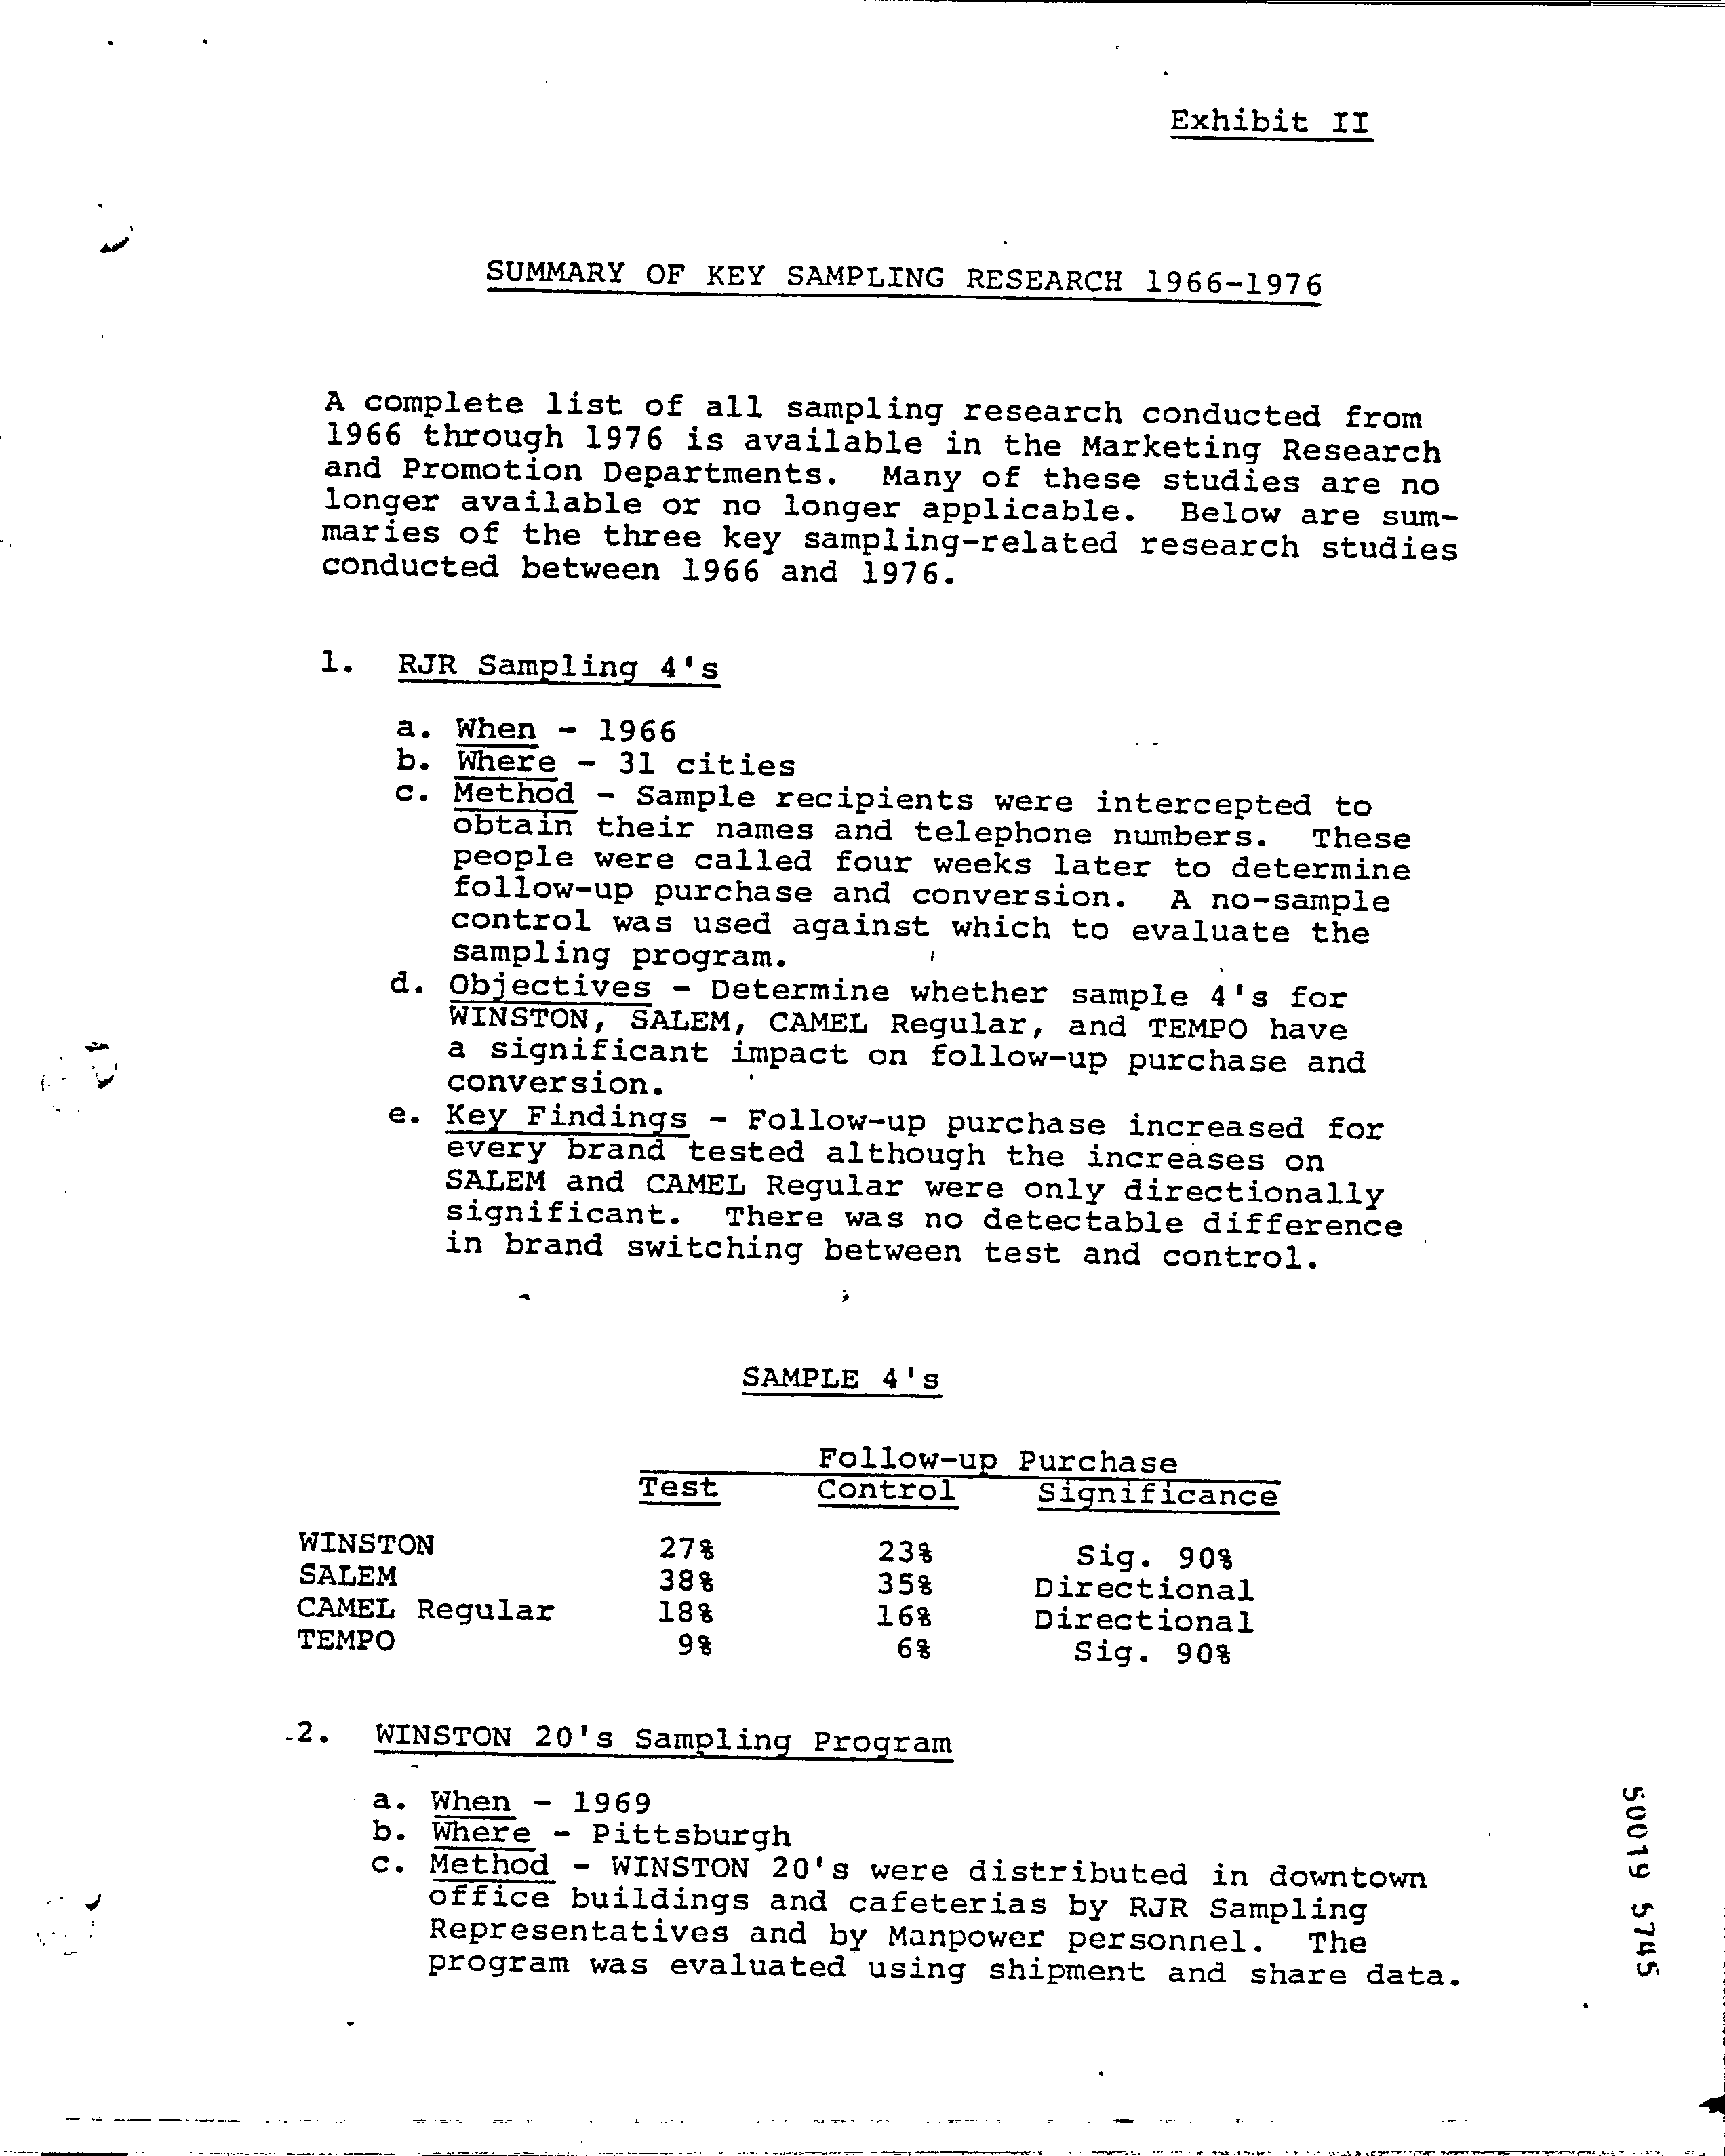 Exhibit II
SUMMARY OF KEY SAMPLING RESEARCH 1966-1976
A complete list of all sampling research conducted from
1966 through 1976 is available in the Marketing Research
and Promotion Departments. Many of these studies are no
longer available or no longer applicable. Below are sum-
maries of the three key sampling-related research studies
conducted between 1966 and 1976.
1. RJR Sampling 4's
a. When - 1966
b. Where - 31 cities
c. Method - Sample recipients were intercepted to
obtain their names and telephone numbers. These
people were called four weeks later to determine
follow-up purchase and conversion. A no-sample
control was used against which to evaluate the
sampling program.
d. Objectives - Determine whether sample 4's for
WINSTON, SALEM, CAMEL Regular, and TEMPO have
a significant impact on follow-up purchase and
conversion.
e. Key Findings - Follow-up purchase increased for
every brand tested although the increases on
SALEM and CAMEL Regular were only directionally
significant. There was no detectable difference
in brand switching between test and control.
SAMPLE 4's
Follow-up Purchase
Test Control Significance
WINSTON 27% 23% Sig. 90%
SALEM 38% 35% Directional
CAMEL Regular 18% 16% Directional
TEMPO 9% 6% Sig. 90%
2. WINSTON 20's Sampling Program
a. When - 1969
b. Where - Pittsburgh
c. Method - WINSTON 20's were distributed in downtown
office buildings and cafeterias by RJR Sampling
Representatives and by Manpower personnel. The
program was evaluated using shipment and share data.
50019 5745